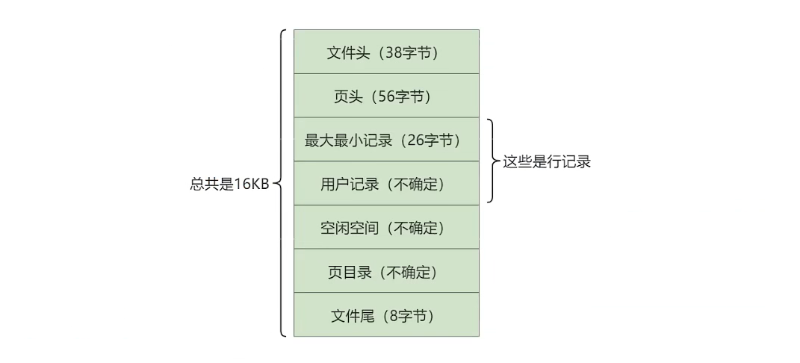 文件头（38字节）
页头（56字节）
最大最小记录（26字节）
这些是行记录
总共是16KB
用户记录（不确定）
空闲空间（不确定）
页目录（不确定）
文件尾（8字节）